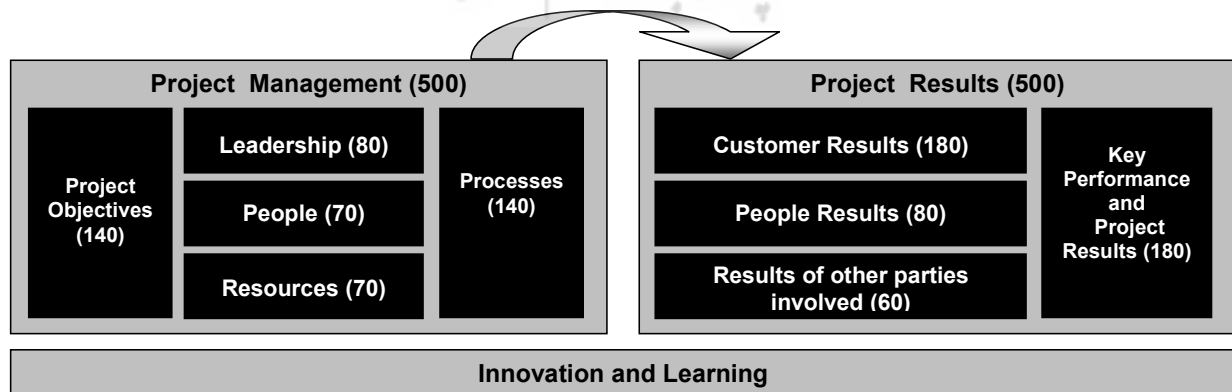 Project Management (500)
Project
Objectives
(140)
Leadership (80)
People (70)
Resources (70)
Processes
(140)
Project Results (500)
Customer Results (180)
People Results (80)
Results of other parties
involved (60)
Key
Performance
and
Project
Results (180)
Innovation and Learning